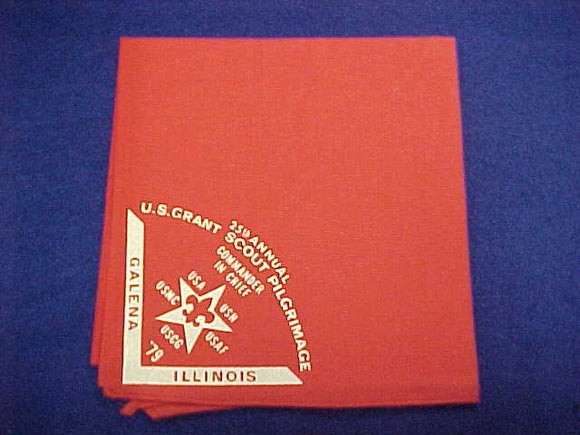 25th ANNUAL
U.S. GRANT SCOUT PILGRIMAGE
COMMANDER
IN CHIEF
USA
USN
USAF
USCG
USMC
GALENA
'79
ILLINOIS